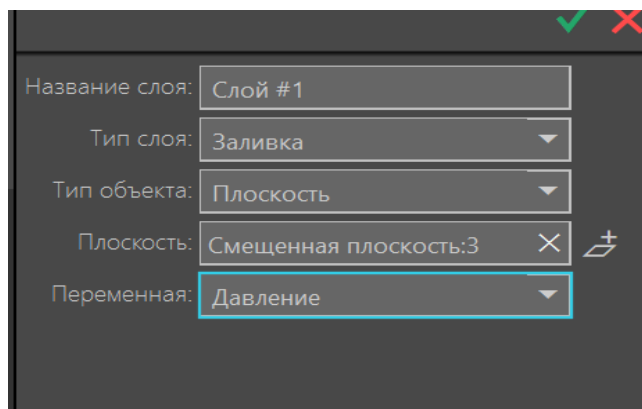 Название слоя: Слой #1
Тип слоя: Заливка
Тип объекта: Плоскость
Плоскость: Смещенная плоскость:3
Переменная: Давление